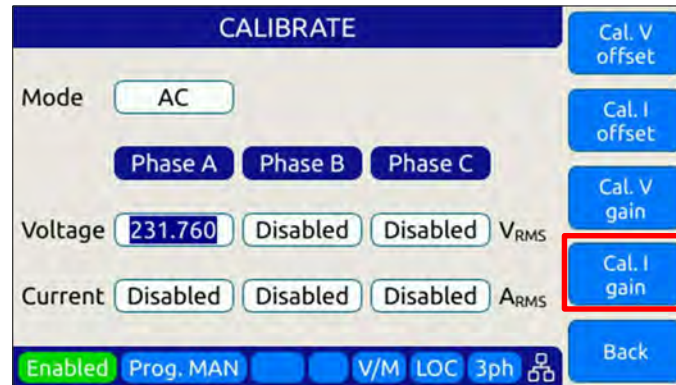 CALIBRATE
Cal. V
offset
Mode AC
Cal. I
offset
Phase A Phase B Phase C
Cal. V
gain
Voltage 231.760 Disabled Disabled VRMS
Cal. I
gain
Current Disabled Disabled Disabled ARMS
Back
Enabled Prog. MAN V/M LOC 3ph